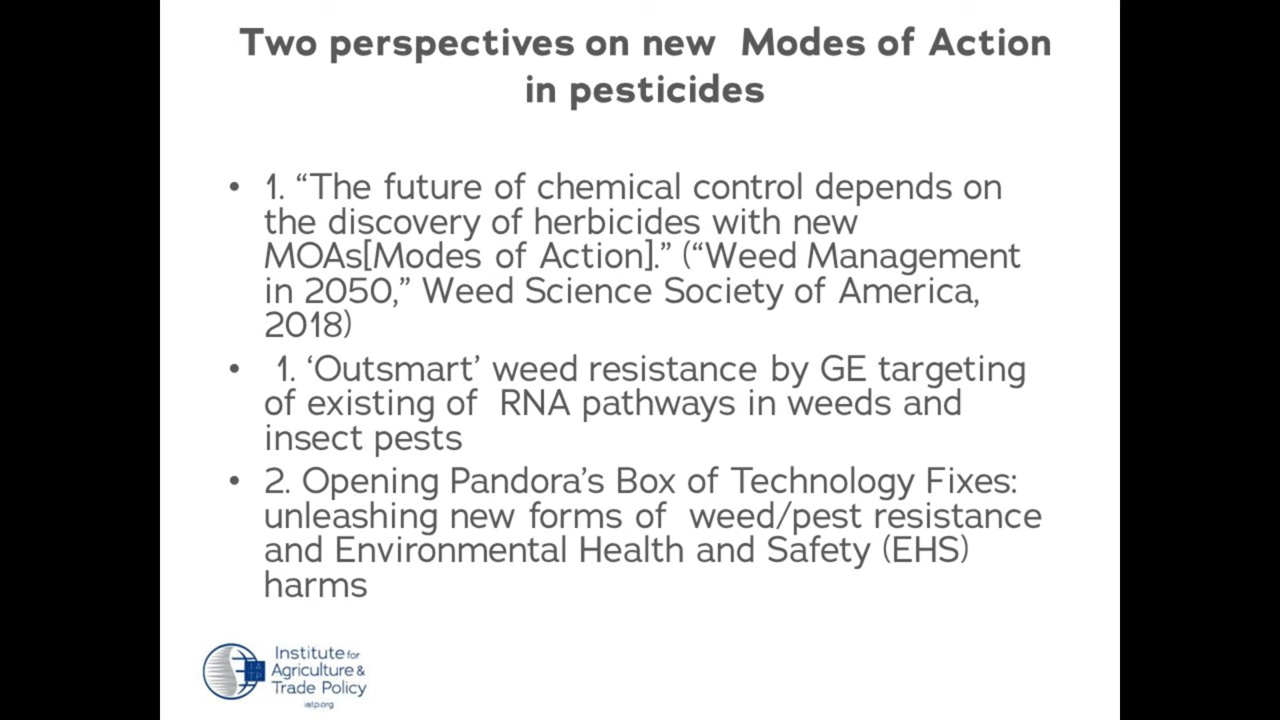 Two perspectives on new  Modes of Action
in pesticides
• 1. “The future of chemical control depends on
the discovery of herbicides with new
MOAs[Modes of Action].” (“Weed Management
in 2050,” Weed Science Society of America,
2018)
•  1. ‘Outsmart’ weed resistance by GE targeting
of existing of  RNA pathways in weeds and
insect pests
• 2. Opening Pandora’s Box of Technology Fixes:
unleashing new forms of  weed/pest resistance
and Environmental Health and Safety (EHS)
harms
IA
TP
Institute for
Agriculture &
Trade Policy
iatp.org